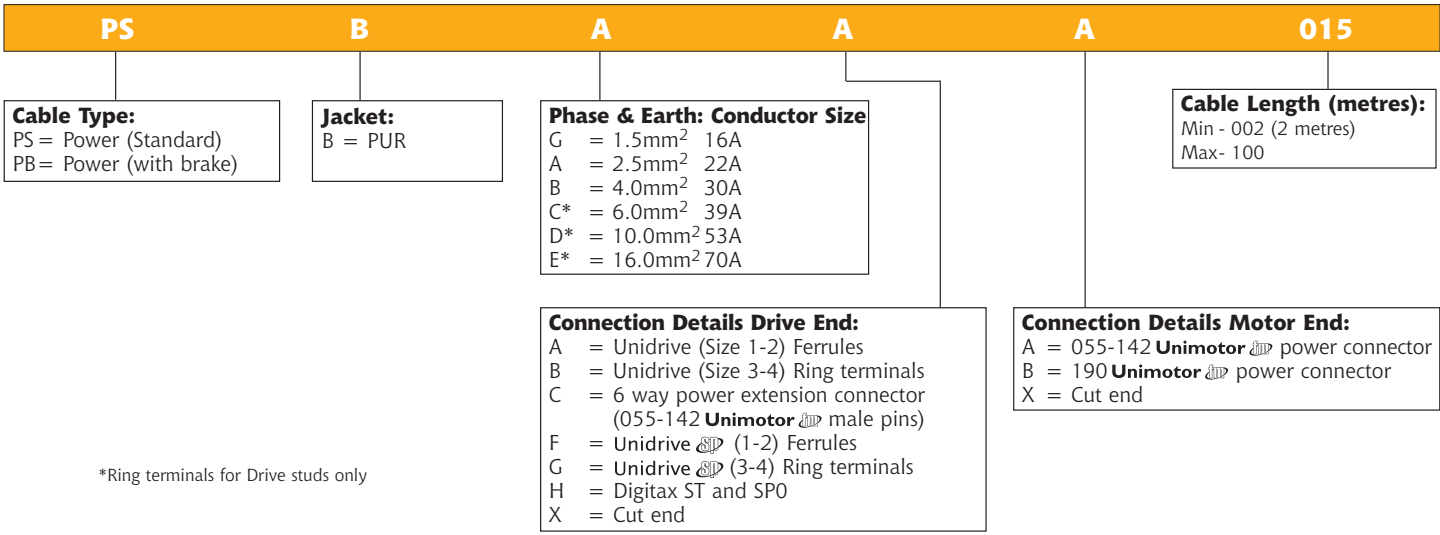 PS B A A A 015
Cable Type:
PS = Power (Standard)
PB = Power (with brake)
Jacket:
B = PUR
Phase & Earth: Conductor Size
G = 1.5mm² 16A
A = 2.5mm² 22A
B = 4.0mm² 30A
C* = 6.0mm² 39A
D* = 10.0mm² 53A
E* = 16.0mm² 70A
Cable Length (metres):
Min - 002 (2 metres)
Max- 100
Connection Details Drive End:
A = Unidrive (Size 1-2) Ferrules
B = Unidrive (Size 3-4) Ring terminals
C = 6 way power extension connector
(055-142 Unimotor fm male pins)
F = Unidrive SP (1-2) Ferrules
G = Unidrive SP (3-4) Ring terminals
H = Digitax ST and SP0
X = Cut end
Connection Details Motor End:
A = 055-142 Unimotor fm power connector
B = 190 Unimotor fm power connector
X = Cut end
*Ring terminals for Drive studs only